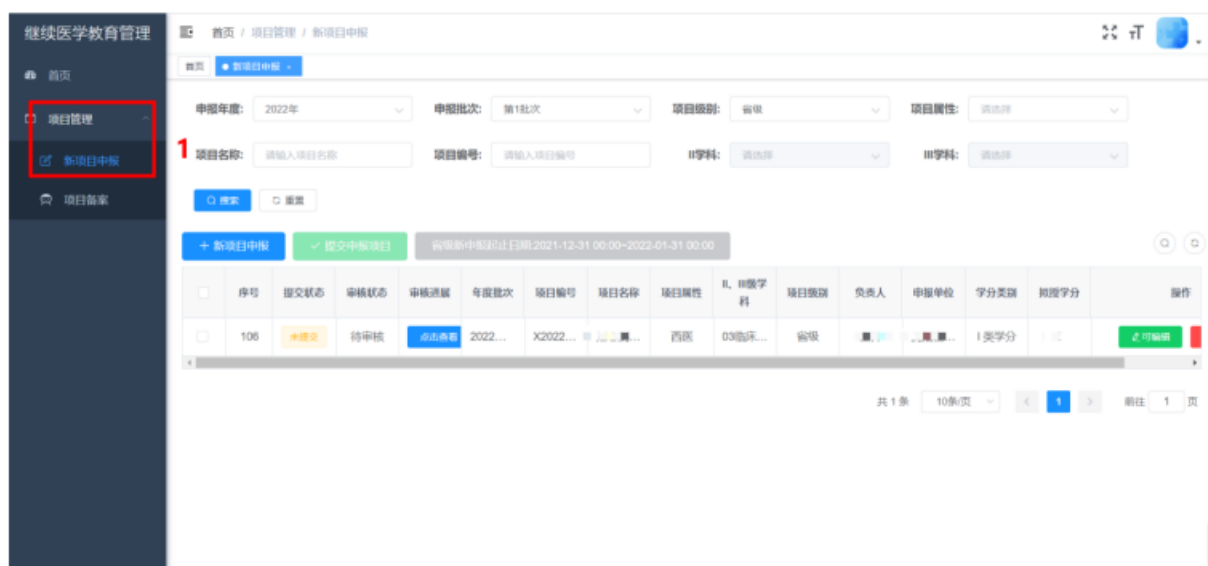 继续医学教育管理
首页 / 项目管理 / 新项目申报
首页
新项目申报
首页
项目管理
新项目申报
项目备案
1
申报年度: 2022年 申报批次: 第1批次 项目级别: 省级 项目属性: 请选择
项目名称: 请输入项目名称 项目编号: 请输入项目编号 II学科: 请选择 III学科: 请选择
搜索 重置
+ 新项目申报 ✓ 提交申报项目 省级新申报起止日期:2021-12-31 00:00~2022-01-31 00:00
序号 提交状态 审核状态 审核进展 年度批次 项目编号 项目名称 项目属性 II、III级学科 项目级别 负责人 申报单位 学分类别 拟授学分 操作
106 未提交 待审核 点击查看 2022... X2022... 西医 03临床... 省级 I类学分 可编辑
共 1 条 10条/页 < 1 > 前往 1 页